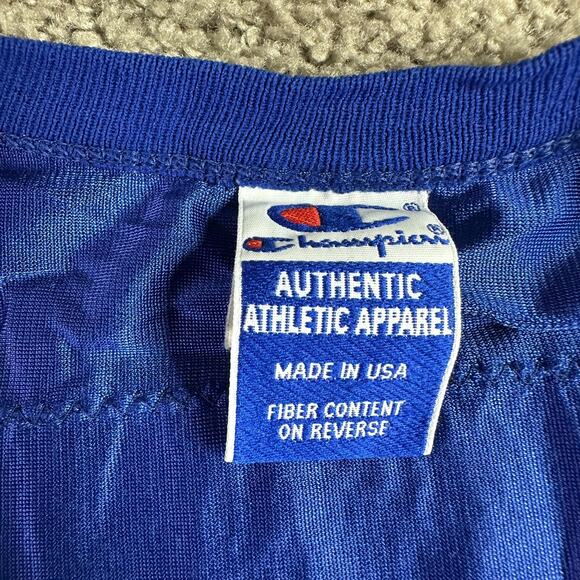 ®
Champion®
AUTHENTIC
ATHLETIC APPAREL
MADE IN USA
FIBER CONTENT
ON REVERSE